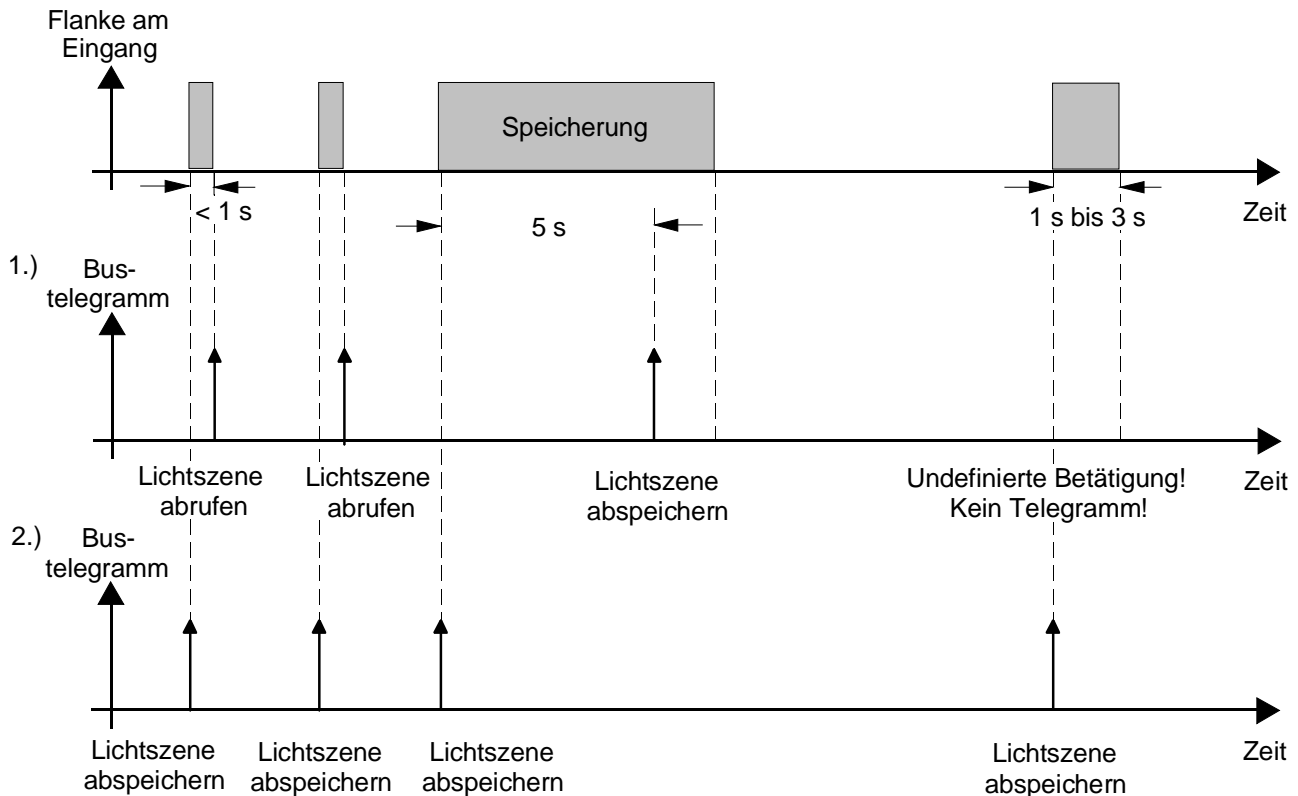 Flanke am
Eingang
Speicherung
< 1 s
5 s
1 s bis 3 s
Zeit
1.)
Bus-
telegramm
Lichtszene
abrufen
Lichtszene
abrufen
Lichtszene
abspeichern
Undefinierte Betätigung!
Kein Telegramm!
Zeit
2.)
Bus-
telegramm
Lichtszene
abspeichern
Lichtszene
abspeichern
Lichtszene
abspeichern
Lichtszene
abspeichern
Zeit